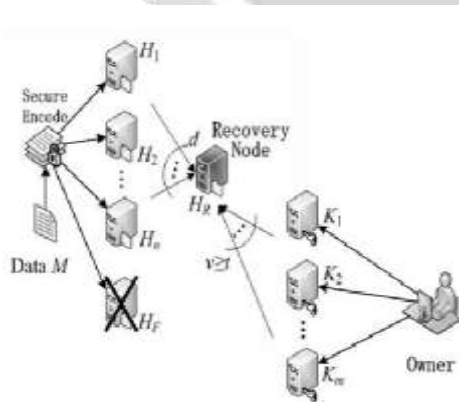 H1
Secure
Encode
H2
d
Recovery
Node
⋮
HR
K1
Hn
Data M
K2
HF
⋮
Owner
Km